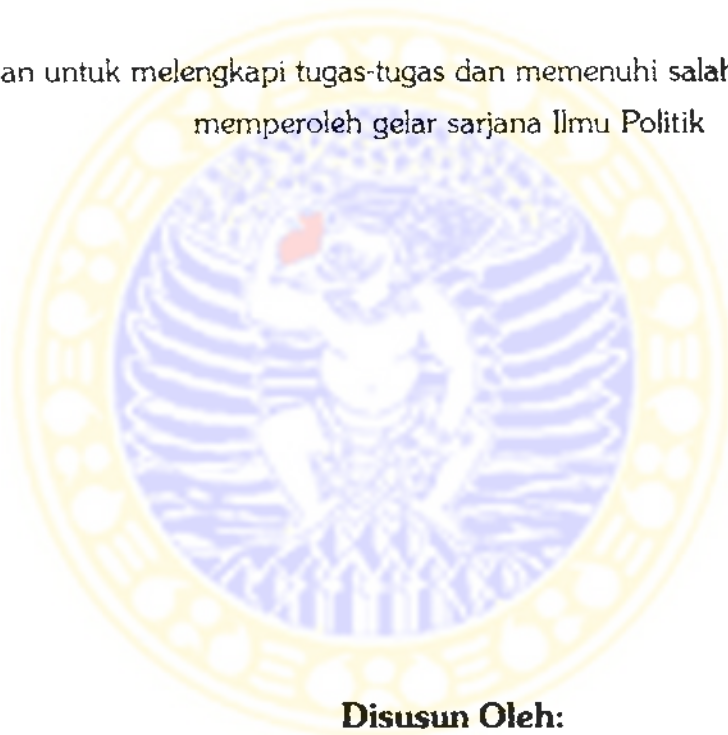 an untuk melengkapi tugas-tugas dan memenuhi salah
memperoleh gelar sarjana Ilmu Politik
Disusun Oleh: